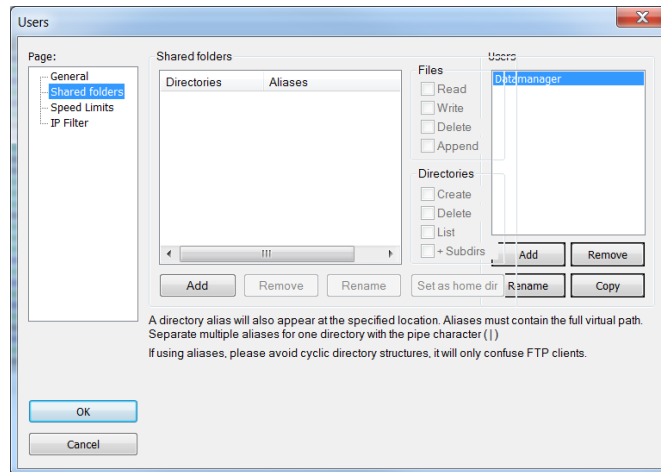 Users
Page:
General
Shared folders
Speed Limits
IP Filter
Shared folders
Directories Aliases
Files
Read
Write
Delete
Append
Directories
Create
Delete
List
+ Subdirs
Add Remove Rename Set as home dir
Users
Datamanager
Add Remove
Rename Copy
A directory alias will also appear at the specified location. Aliases must contain the full virtual path.
Separate multiple aliases for one directory with the pipe character ( | )
If using aliases, please avoid cyclic directory structures, it will only confuse FTP clients.
OK
Cancel